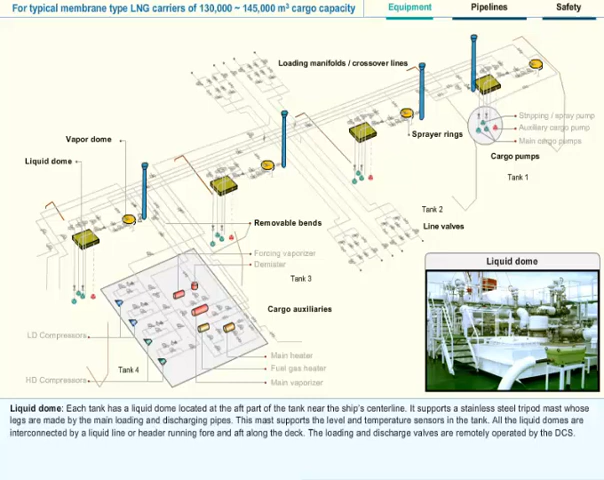 For typical membrane type LNG carriers of 130,000 ~ 145,000 m³ cargo capacity
Equipment
Pipelines
Safety
Loading manifolds / crossover lines
Stripping / spray pump
Auxiliary cargo pump
Main cargo pumps
Sprayer rings
Cargo pumps
Vapor dome
Liquid dome
Tank 1
Tank 2
Removable bends
Line valves
Forcing vaporizer
Demister
Tank 3
Liquid dome
Cargo auxiliaries
LD Compressors
Main heater
Fuel gas heater
Tank 4
HD Compressors
Main vaporizer
Liquid dome: Each tank has a liquid dome located at the aft part of the tank near the ship's centerline. It supports a stainless steel tripod mast whose
legs are made by the main loading and discharging pipes. This mast supports the level and temperature sensors in the tank. All the liquid domes are
interconnected by a liquid line or header running fore and aft along the deck. The loading and discharge valves are remotely operated by the DCS.